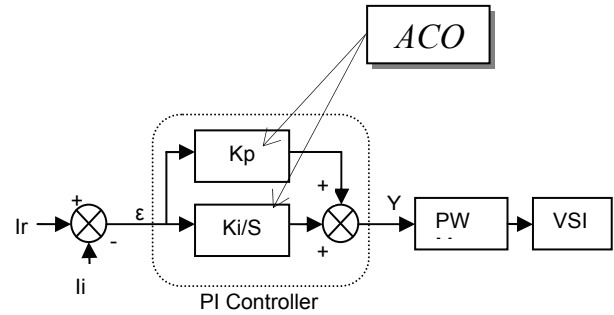 ACO
Kp
+
+
Ir
-
ε
Ki/S
+
Y
PW
VSI
Ii
PI Controller